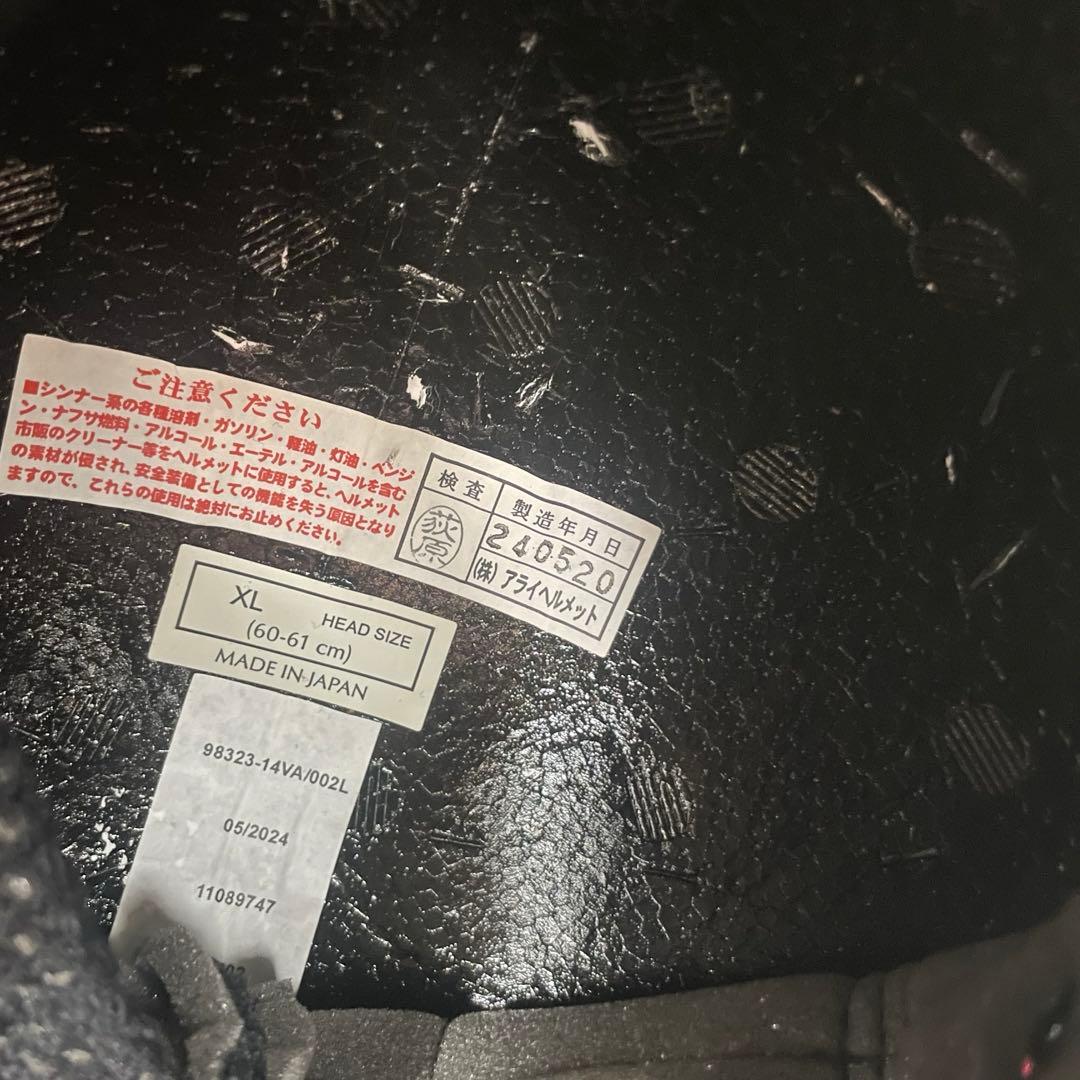 ご注意ください
■シンナー系の各種溶剤・ガソリン・軽油・灯油・ベンジ
ン・ナフサ燃料・アルコール・エーテル・アルコールを含む
市販のクリーナー等をヘルメットに使用すると、ヘルメット
の素材が侵され、安全装備としての機能を失う原因となり
ますので、これらの使用は絶対にお止めください。
検査
荻原
製造年月日
240520
(株)アライヘルメット
XL
HEAD SIZE
(60-61 cm)
MADE IN JAPAN
98323-14VA/002L
05/2024
11089747